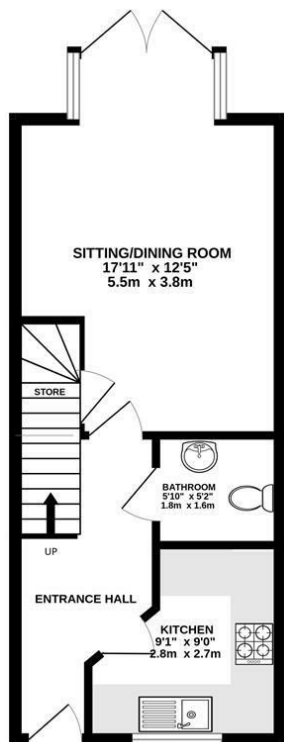 SITTING/DINING ROOM
17'11" x 12'5"
5.5m x 3.8m
STORE
BATHROOM
5'10" x 5'2"
1.8m x 1.6m
UP
ENTRANCE HALL
KITCHEN
9'1" x 9'0"
2.8m x 2.7m